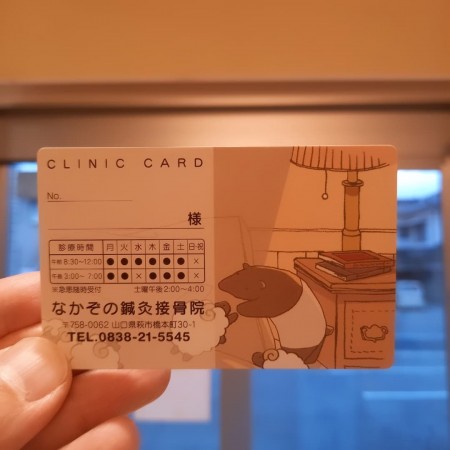 CLINIC CARD
No.
様
診療時間 月 火 水 木 金 土 日祝
午前 8:30~12:00 ● ● ● ● ● ● ×
午後 3:00~ 7:00 ● ● × ● ● ● ×
※急患随時受付 土曜午後2:00~4:00
なかぞの鍼灸接骨院
〒758-0062 山口県萩市橋本町30-1
TEL.0838-21-5545